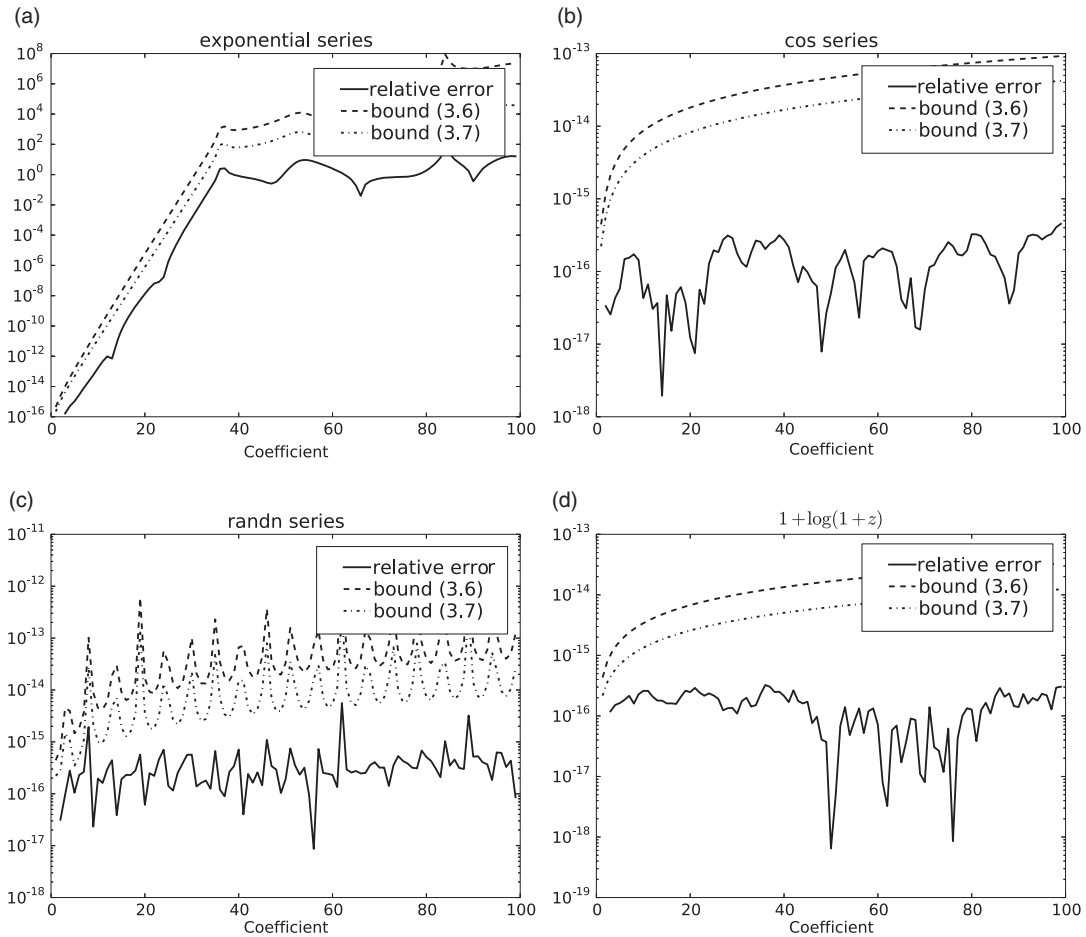 (a)
exponential series
10^8
10^6
10^4
10^2
10^0
10^-2
10^-4
10^-6
10^-8
10^-10
10^-12
10^-14
10^-16
relative error
bound (3.6)
bound (3.7)
0 20 40 60 80 100
Coefficient
(b)
cos series
10^-13
10^-14
10^-15
10^-16
10^-17
10^-18
relative error
bound (3.6)
bound (3.7)
0 20 40 60 80 100
Coefficient
(c)
randn series
10^-11
10^-12
10^-13
10^-14
10^-15
10^-16
10^-17
10^-18
relative error
bound (3.6)
bound (3.7)
0 20 40 60 80 100
Coefficient
(d)
1+log(1+z)
10^-13
10^-14
10^-15
10^-16
10^-17
10^-18
10^-19
relative error
bound (3.6)
bound (3.7)
0 20 40 60 80 100
Coefficient